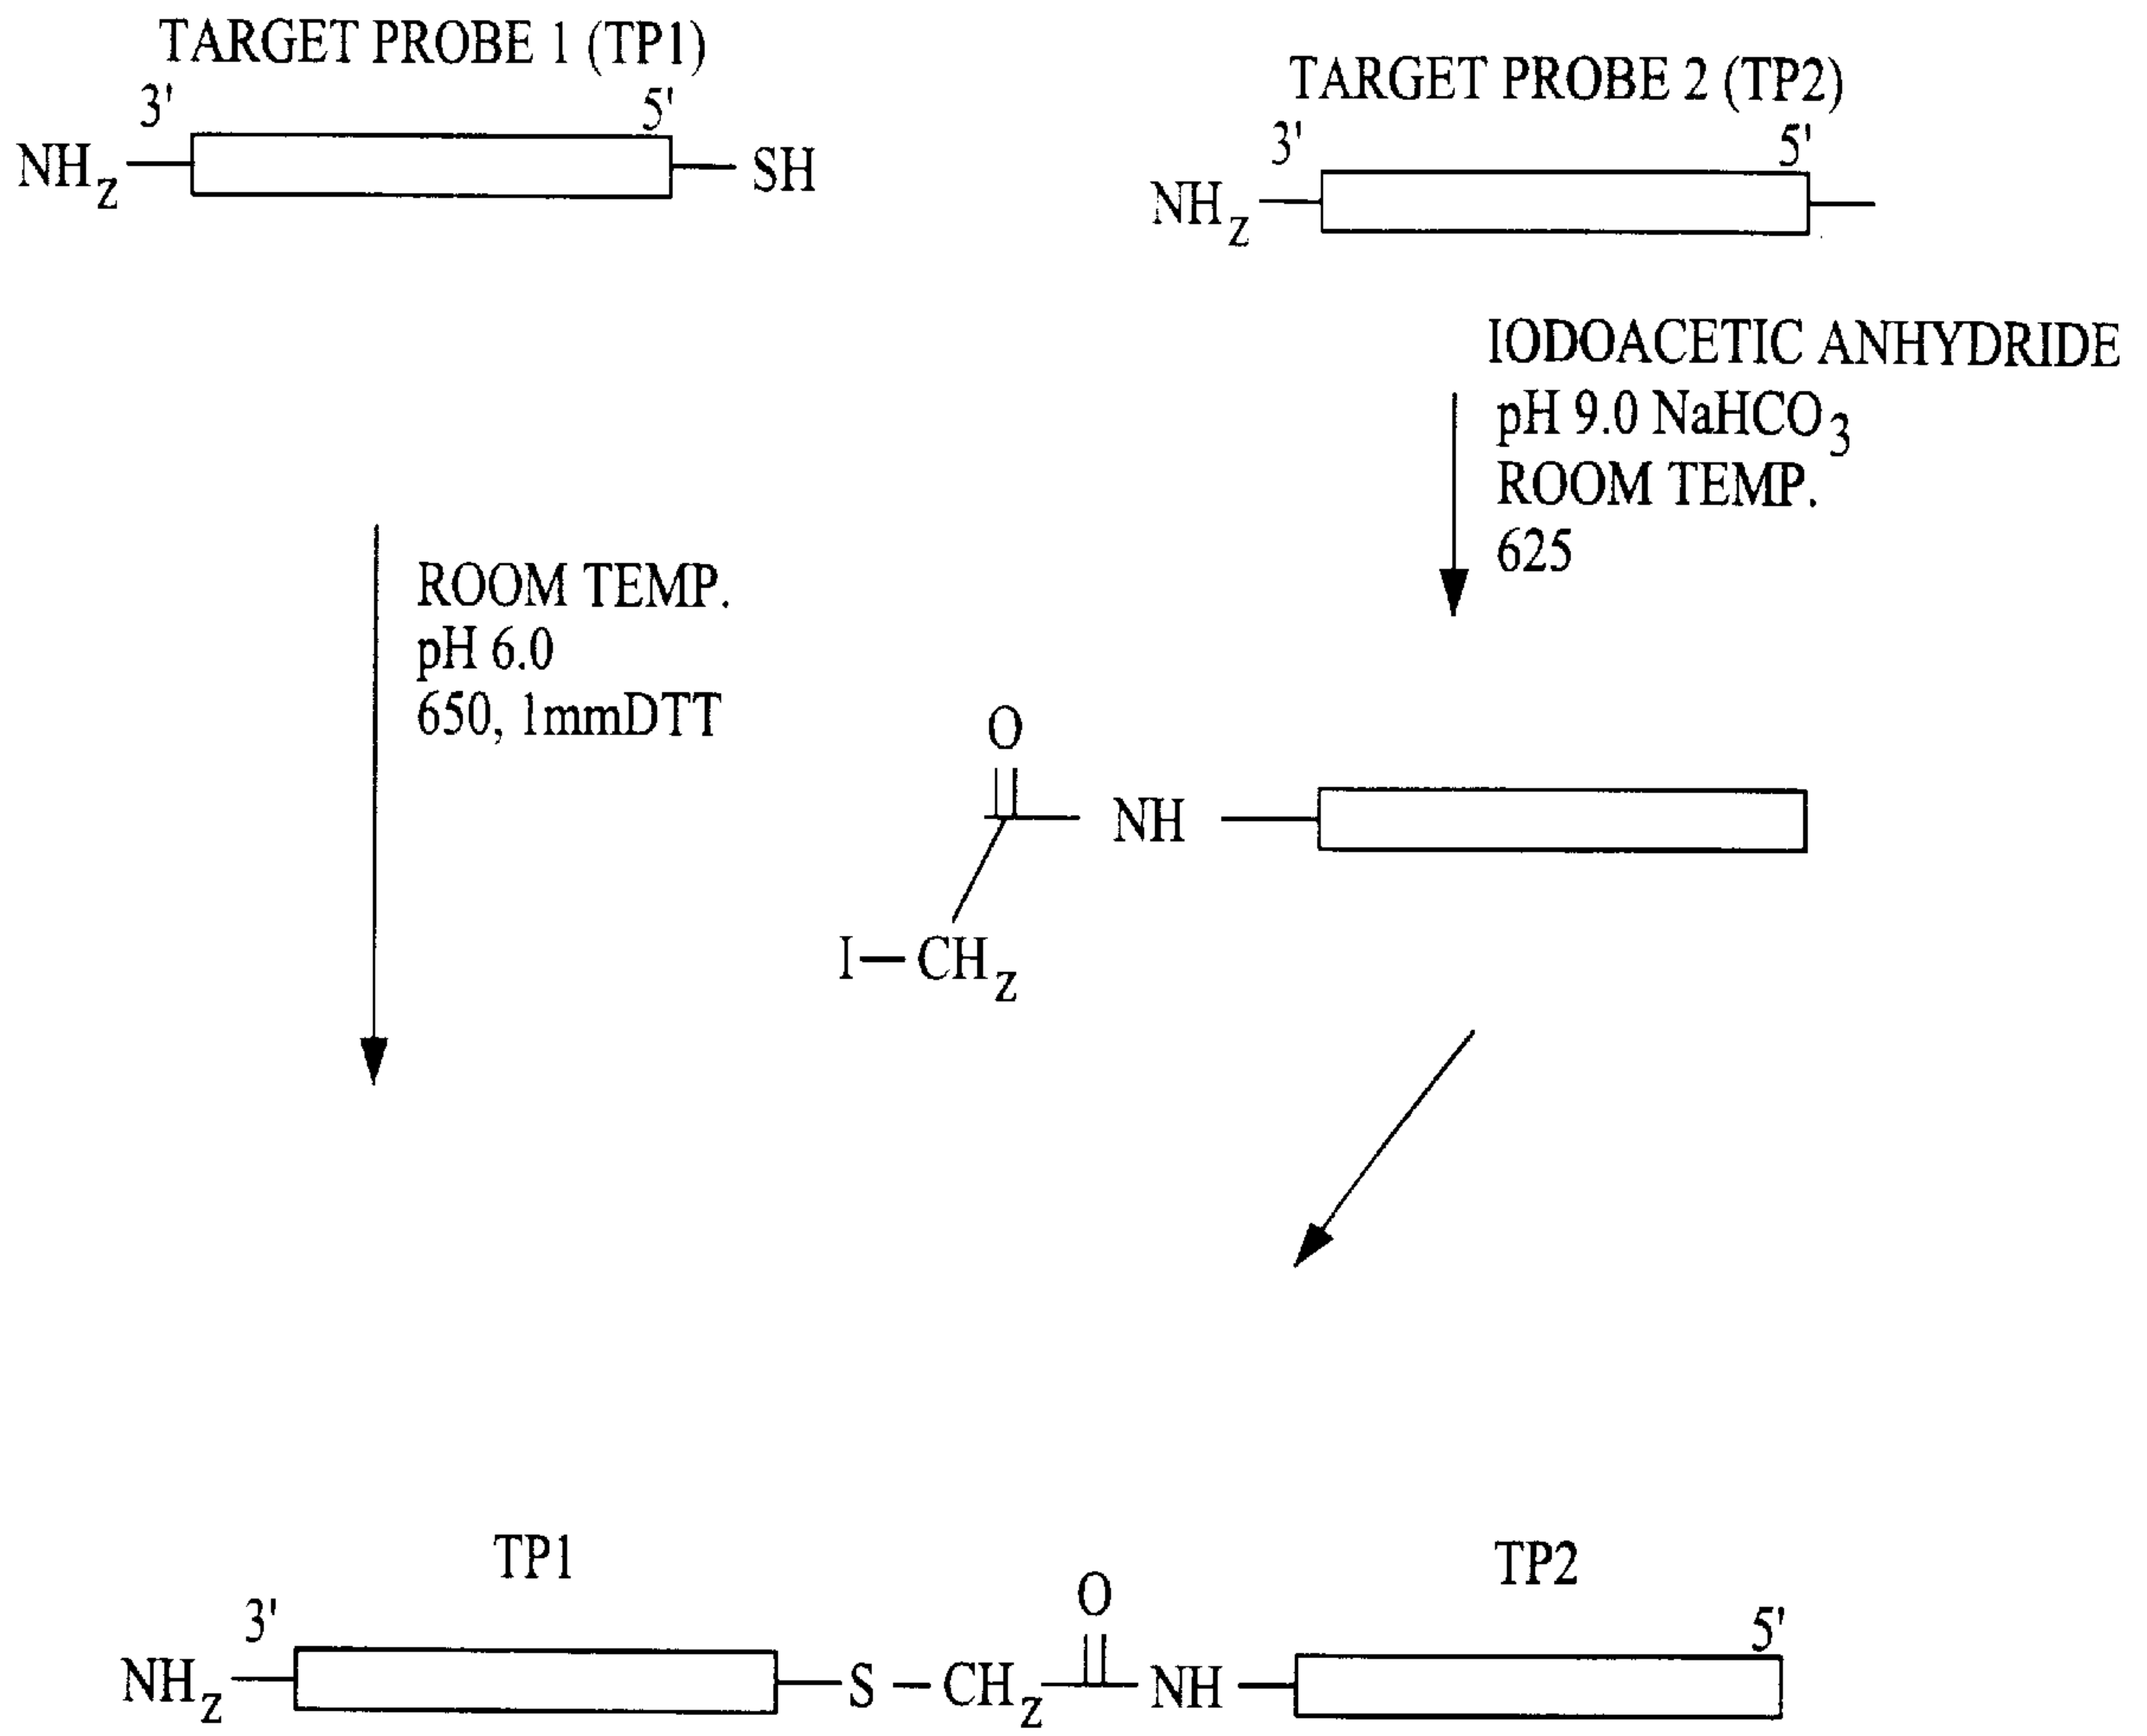 TARGET PROBE 1 (TP1)
3' 5'
NHz SH
TARGET PROBE 2 (TP2)
3' 5'
NHz
IODOACETIC ANHYDRIDE
pH 9.0 NaHCO3
ROOM TEMP.
625
ROOM TEMP.
pH 6.0
650, 1mmDTT
O
NH
I—CHz
TP1
TP2
3'
O
5'
NHz S—CHz NH